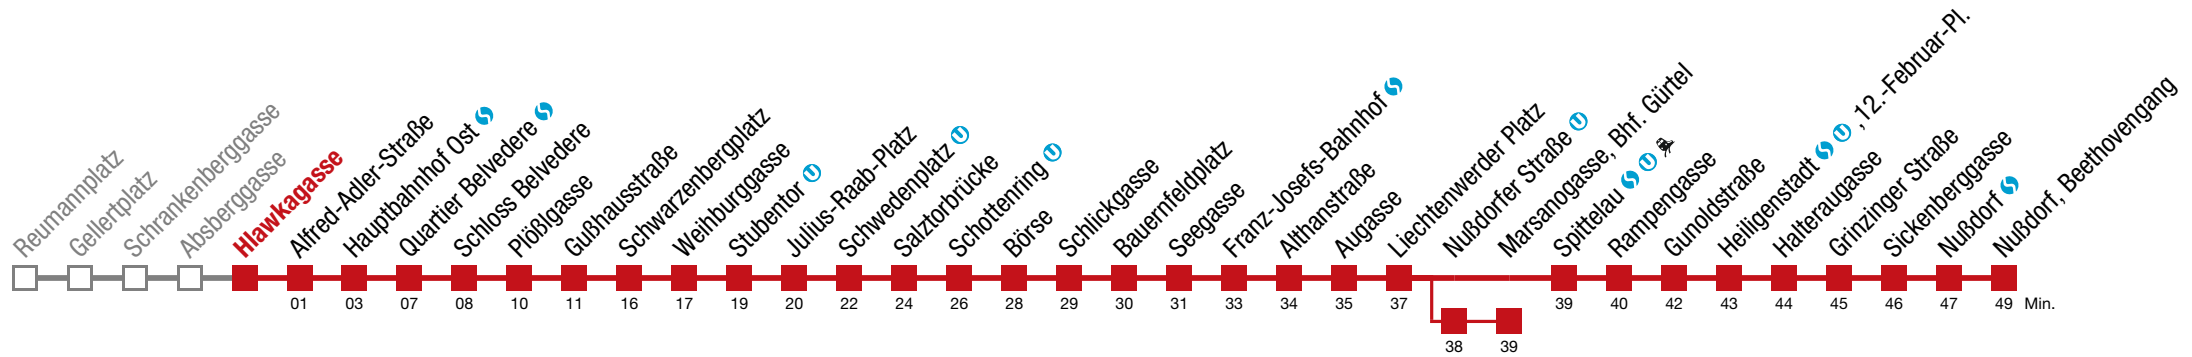 Reumannplatz
Gellertplatz
Schrankenberggasse
Absberggasse
Hlawkagasse
Alfred-Adler-Straße
Hauptbahnhof Ost S
Quartier Belvedere S
Schloss Belvedere
Plößlgasse
Gußhausstraße
Schwarzenbergplatz
Weihburggasse
Stubentor U
Julius-Raab-Platz
Schwedenplatz U
Salztorbrücke
Schottenring U
Börse
Schlickgasse
Bauernfeldplatz
Seegasse
Franz-Josefs-Bahnhof S
Althanstraße
Augasse
Liechtenwerder Platz
Nußdorfer Straße U
Marsanogasse, Bhf. Gürtel
Spittelau S U
Rampengasse
Gunoldstraße
Heiligenstadt S U , 12.-Februar-Pl.
Halteraugasse
Grinzinger Straße
Sickenberggasse
Nußdorf S
Nußdorf, Beethovengang
01 03 07 08 10 11 16 17 19 20 22 24 26 28 29 30 31 33 34 35 37 39 40 42 43 44 45 46 47 49 Min.
38 39